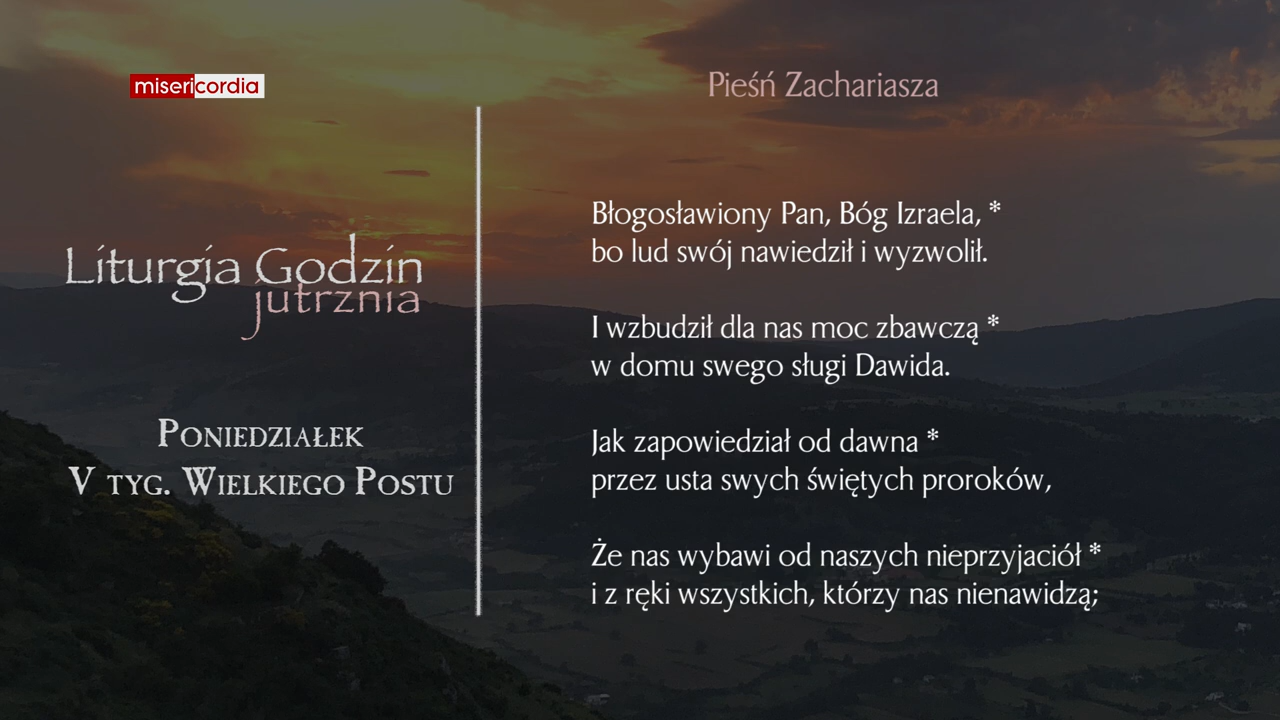 misericordia
Liturgia Godzin
jutrznia
Poniedziałek
V tyg. Wielkiego Postu
Pieśń Zachariasza
Błogosławiony Pan, Bóg Izraela, *
bo lud swój nawiedził i wyzwolił.
I wzbudził dla nas moc zbawczą *
w domu swego sługi Dawida.
Jak zapowiedział od dawna *
przez usta swych świętych proroków,
Że nas wybawi od naszych nieprzyjaciół *
i z ręki wszystkich, którzy nas nienawidzą;